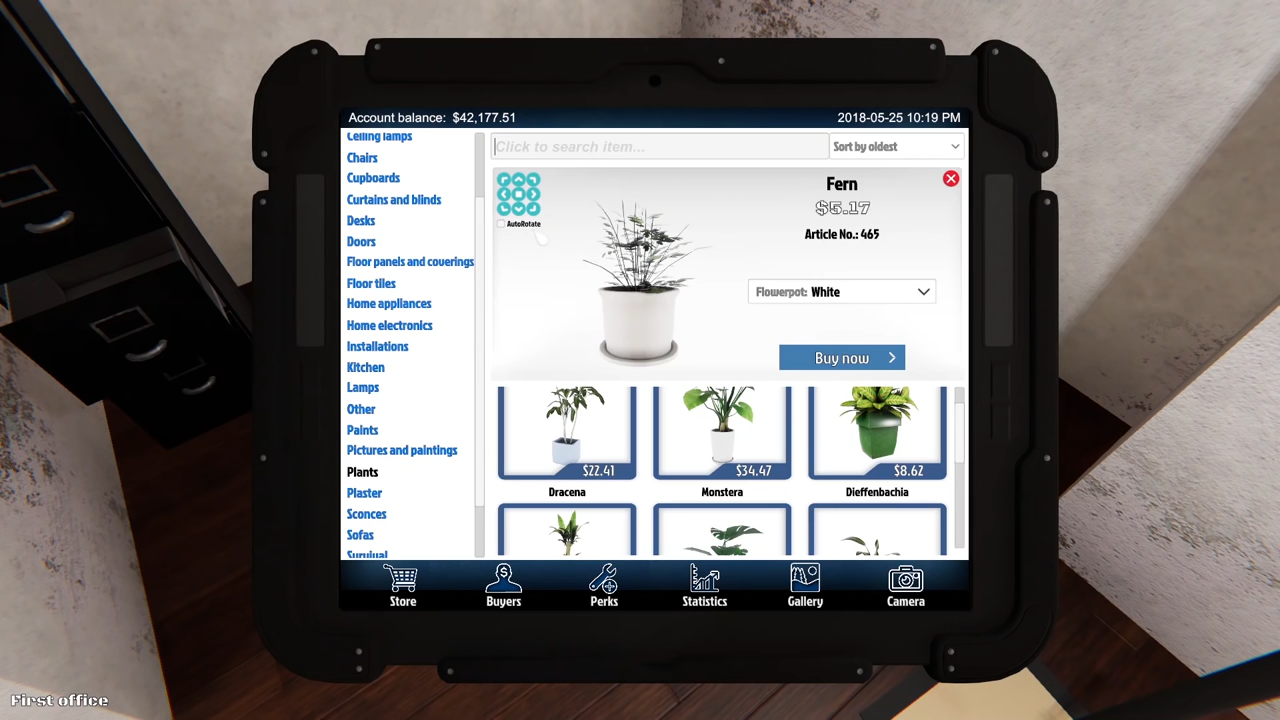 Account balance: $42,177.51
2018-05-25 10:19 PM
Ceiling lamps
Chairs
Cupboards
Curtains and blinds
Desks
Doors
Floor panels and coverings
Floor tiles
Home appliances
Home electronics
Installations
Kitchen
Lamps
Other
Paints
Pictures and paintings
Plants
Plaster
Sconces
Sofas
Survival
Click to search item...
Sort by oldest
AutoRotate
Fern
$5.17
Article No.: 465
Flowerpot: White
Buy now
$22.41
$34.47
$8.62
Dracena
Monstera
Dieffenbachia
Store
Buyers
Perks
Statistics
Gallery
Camera
First office